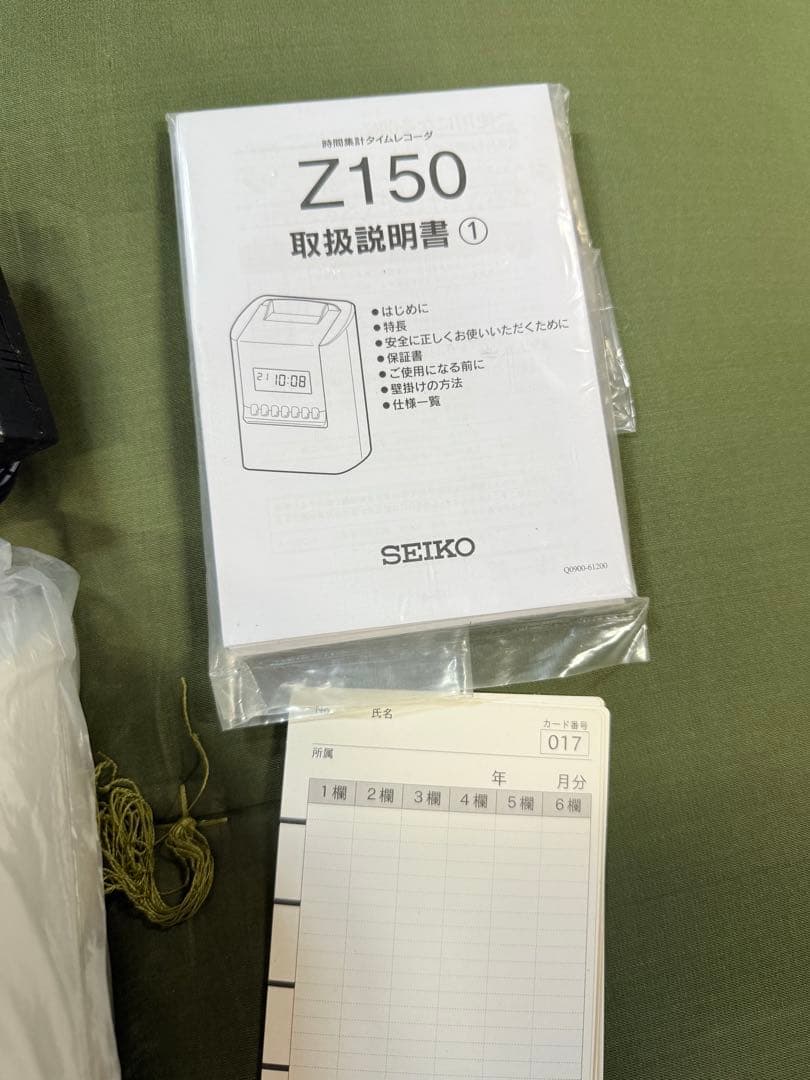 時間集計タイムレコーダ
Z150
取扱説明書 ①
●はじめに
●特長
●安全に正しくお使いいただくために
●保証書
●ご使用になる前に
●壁掛けの方法
●仕様一覧
21 10:08
SEIKO
Q0900-61200
No. 氏名
カード番号
017
所属
年 月分
1欄 2欄 3欄 4欄 5欄 6欄